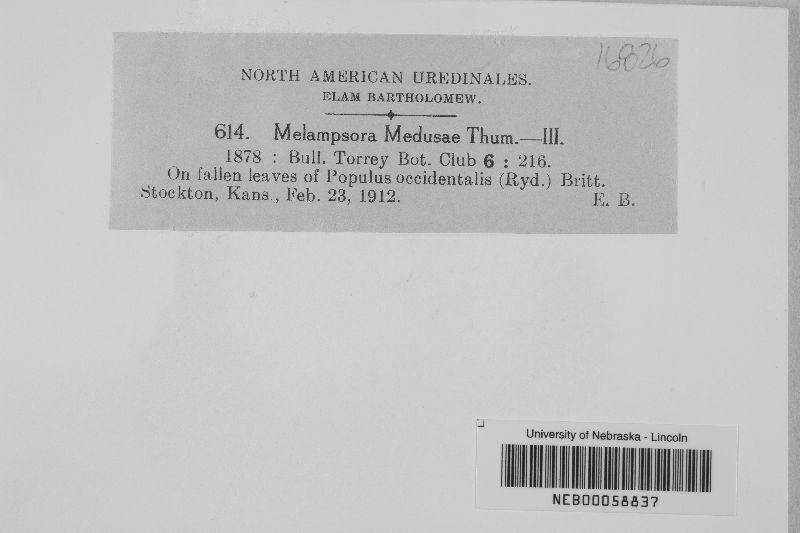 16826
NORTH AMERICAN UREDINALES.
ELAM BARTHOLOMEW.
614. Melampsora Medusae Thum.—III.
1878 : Bull. Torrey Bot. Club 6 : 216.
On fallen leaves of Populus occidentalis (Ryd.) Britt.
Stockton, Kans., Feb. 23, 1912. E. B.
University of Nebraska - Lincoln
NEB00058837